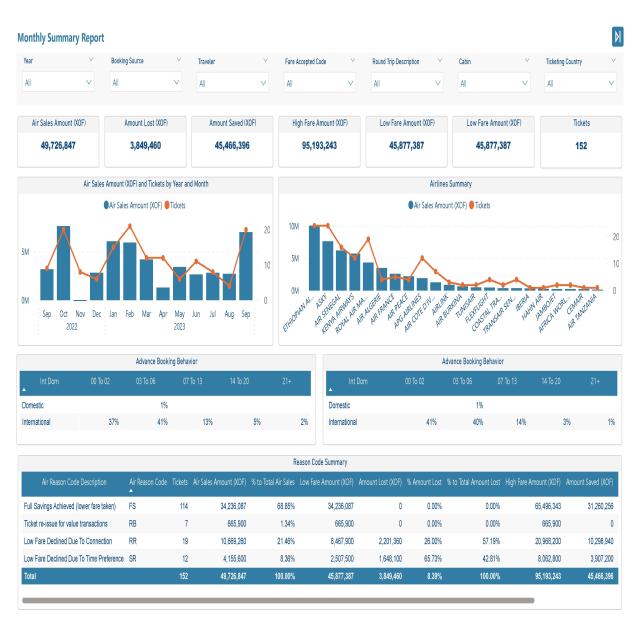 Monthly Summary Report
Year Booking Source Traveler Fare Accepted Code Round Trip Description Cabin Ticketing Country
All All All All All All All
Air Sales Amount (XOF) Amount Lost (XOF) Amount Saved (XOF) High Fare Amount (XOF) Low Fare Amount (XOF) Low Fare Amount (XOF) Tickets
49,726,847 3,849,460 45,466,396 95,193,243 45,877,387 45,877,387 152
Air Sales Amount (XOF) and Tickets by Year and Month
Air Sales Amount (XOF) Tickets
20
5M
10
0M 0
Sep Oct Nov Dec Jan Feb Mar Apr May Jun Jul Aug Sep
2022 2023
Airlines Summary
Air Sales Amount (XOF) Tickets
10M 20
5M
10
0M 0
ETHIOPIAN AI... ASKY AIR SENEGAL KENYA AIRWAYS ROYAL AIR MA... AIR ALGERIE AIR FRANCE AIR PEACE APG AIRLINES AIR COTE D'IV... AIRLINK AIR BURKINA TUNISAIR FLEXFLIGHT COASTAL TRA... TRANSAIR SEN... IBERIA HAHN AIR JAMBOJET AFRICA WORL... CEMAIR AIR TANZANIA
Advance Booking Behavior
Int Dom 00 To 02 03 To 06 07 To 13 14 To 20 21+
Domestic 1%
International 37% 41% 13% 5% 2%
Advance Booking Behavior
Int Dom 00 To 02 03 To 06 07 To 13 14 To 20 21+
Domestic 1%
International 41% 40% 14% 3% 1%
Reason Code Summary
Air Reason Code Description Air Reason Code Tickets Air Sales Amount (XOF) % to Total Air Sales Low Fare Amount (XOF) Amount Lost (XOF) % Amount Lost % to Total Amount Lost High Fare Amount (XOF) Amount Saved (XOF)
Full Savings Achieved (lower fare taken) FS 114 34,236,087 68.85% 34,236,087 0 0.00% 0.00% 65,496,343 31,260,256
Ticket re-issue for value transactions RB 7 665,900 1.34% 665,900 0 0.00% 0.00% 665,900 0
Low Fare Declined Due To Connection RR 19 10,669,260 21.46% 8,467,900 2,201,360 26.00% 57.19% 20,968,200 10,298,940
Low Fare Declined Due To Time Preference SR 12 4,155,600 8.36% 2,507,500 1,648,100 65.73% 42.81% 8,062,800 3,907,200
Total 152 49,726,847 100.00% 45,877,387 3,849,460 8.39% 100.00% 95,193,243 45,466,396